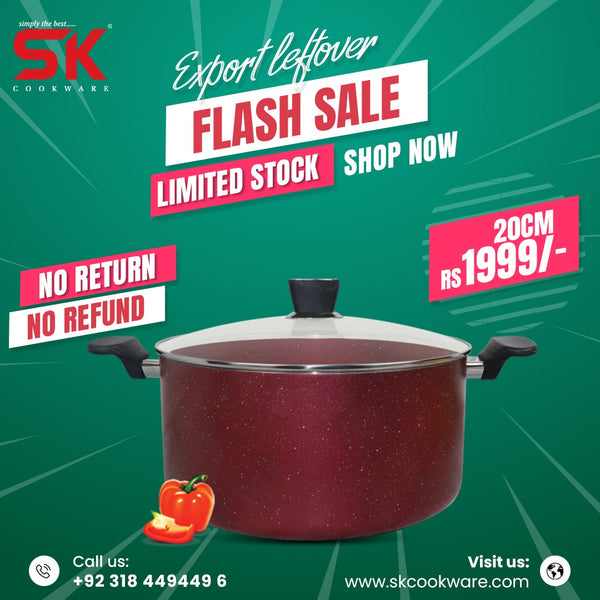 simply the best.....
SK®
COOKWARE
Export leftover
FLASH SALE
LIMITED STOCK SHOP NOW
20CM
RS 1999/-
NO RETURN
NO REFUND
Call us:
+92 318 449449 6
Visit us:
www.skcookware.com